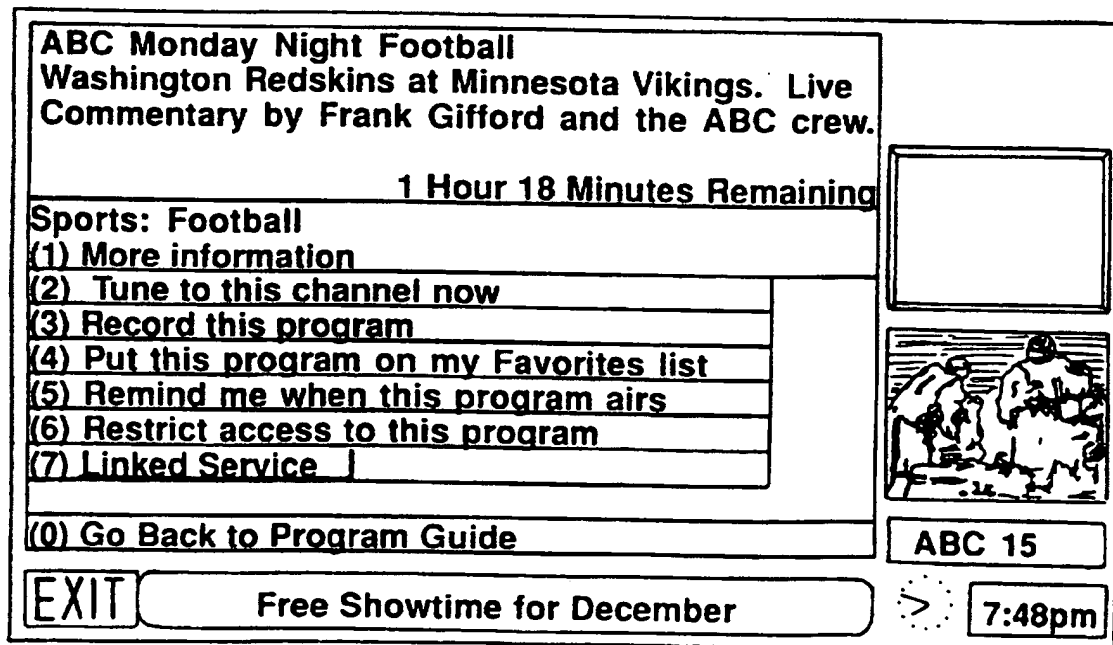 ABC Monday Night Football
Washington Redskins at Minnesota Vikings. Live
Commentary by Frank Gifford and the ABC crew.
1 Hour 18 Minutes Remaining
Sports: Football
(1) More information
(2) Tune to this channel now
(3) Record this program
(4) Put this program on my Favorites list
(5) Remind me when this program airs
(6) Restrict access to this program
(7) Linked Service
(0) Go Back to Program Guide
ABC 15
EXIT
Free Showtime for December
7:48pm